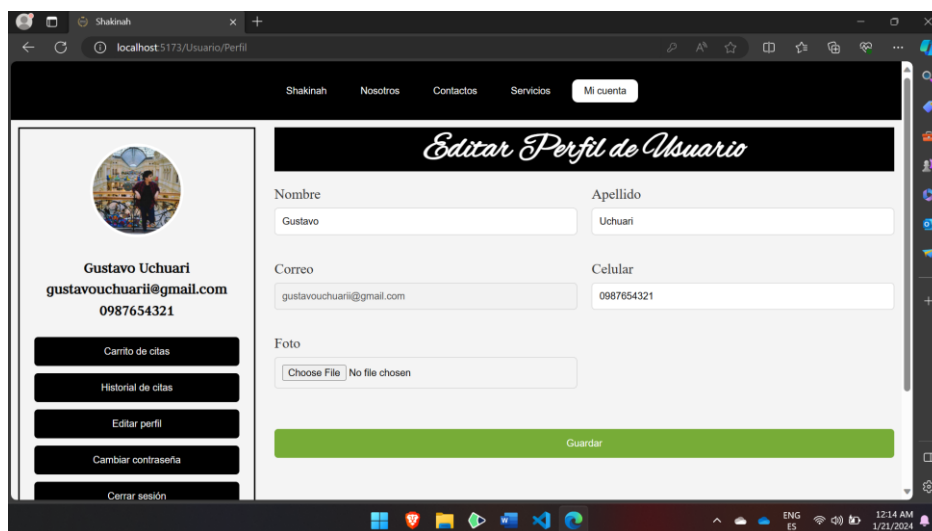 Shakinah
localhost:5173/Usuario/Perfil
Shakinah Nosotros Contactos Servicios Mi cuenta
Editar Perfil de Usuario
Gustavo Uchuari
gustavouchuarii@gmail.com
0987654321
Carrito de citas
Historial de citas
Editar perfil
Cambiar contraseña
Cerrar sesión
Nombre
Gustavo
Apellido
Uchuari
Correo
gustavouchuarii@gmail.com
Celular
0987654321
Foto
Choose File No file chosen
Guardar
ENG
ES
12:14 AM
1/21/2024